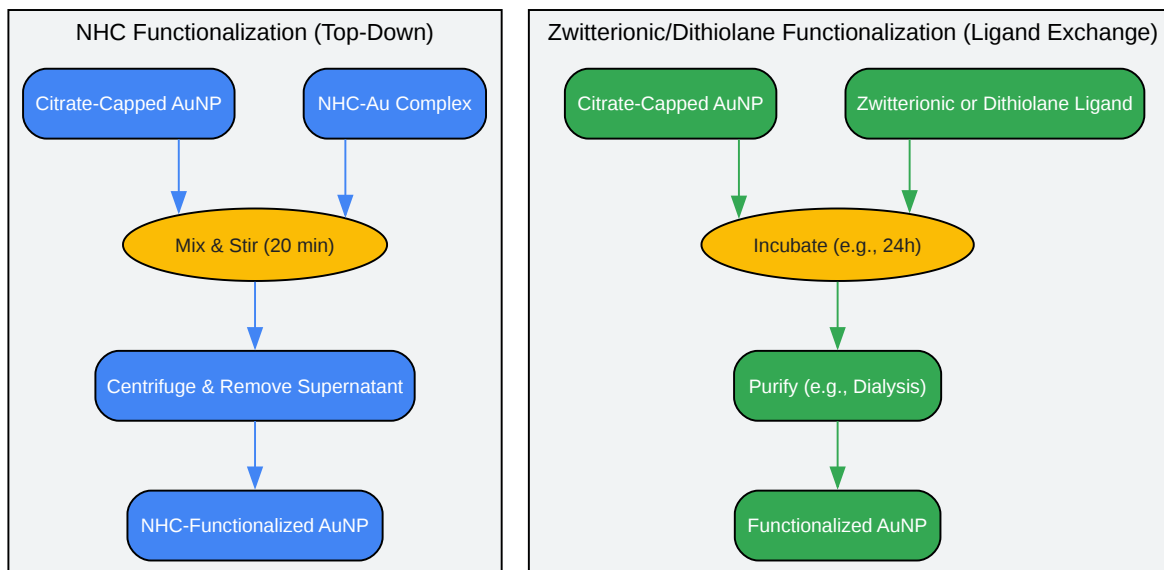 NHC Functionalization (Top-Down)
Citrate-Capped AuNP
NHC-Au Complex
Mix & Stir (20 min)
Centrifuge & Remove Supernatant
NHC-Functionalized AuNP
Zwitterionic/Dithiolane Functionalization (Ligand Exchange)
Citrate-Capped AuNP
Zwitterionic or Dithiolane Ligand
Incubate (e.g., 24h)
Purify (e.g., Dialysis)
Functionalized AuNP